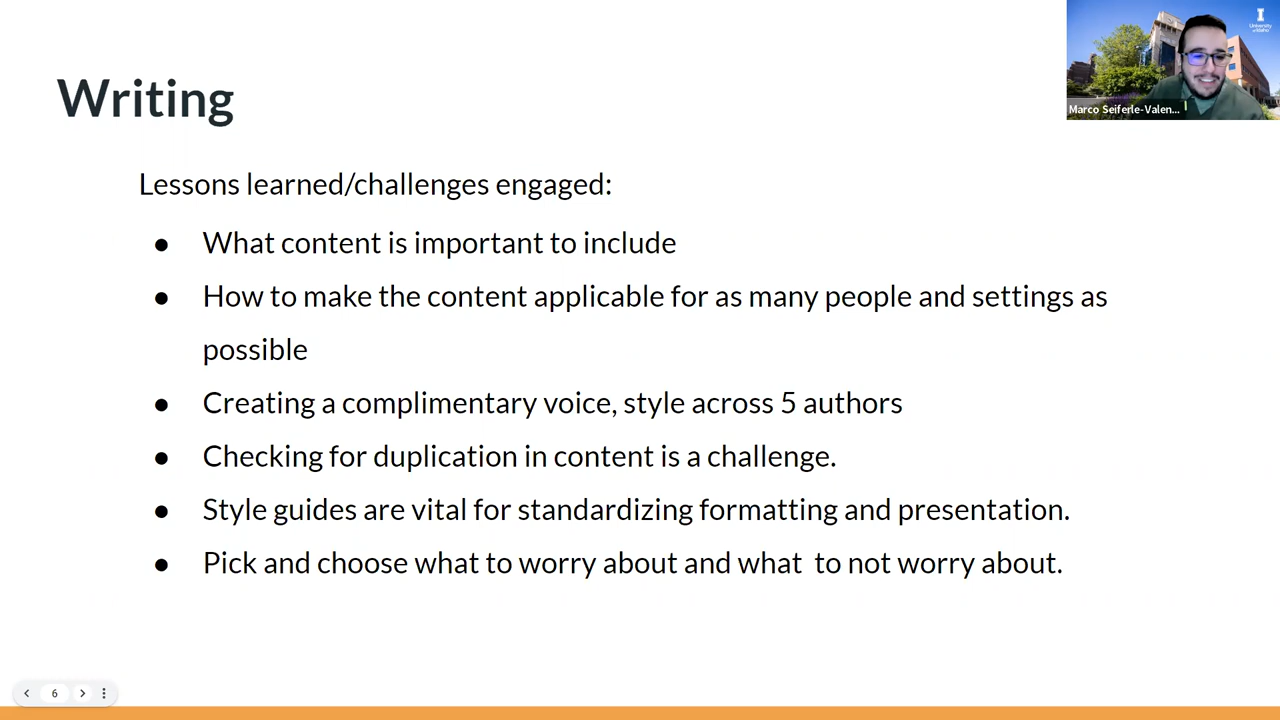 Writing
University
of Idaho
Marco Seiferle-Valen...
Lessons learned/challenges engaged:
● What content is important to include
● How to make the content applicable for as many people and settings as
possible
● Creating a complimentary voice, style across 5 authors
● Checking for duplication in content is a challenge.
● Style guides are vital for standardizing formatting and presentation.
● Pick and choose what to worry about and what  to not worry about.
6